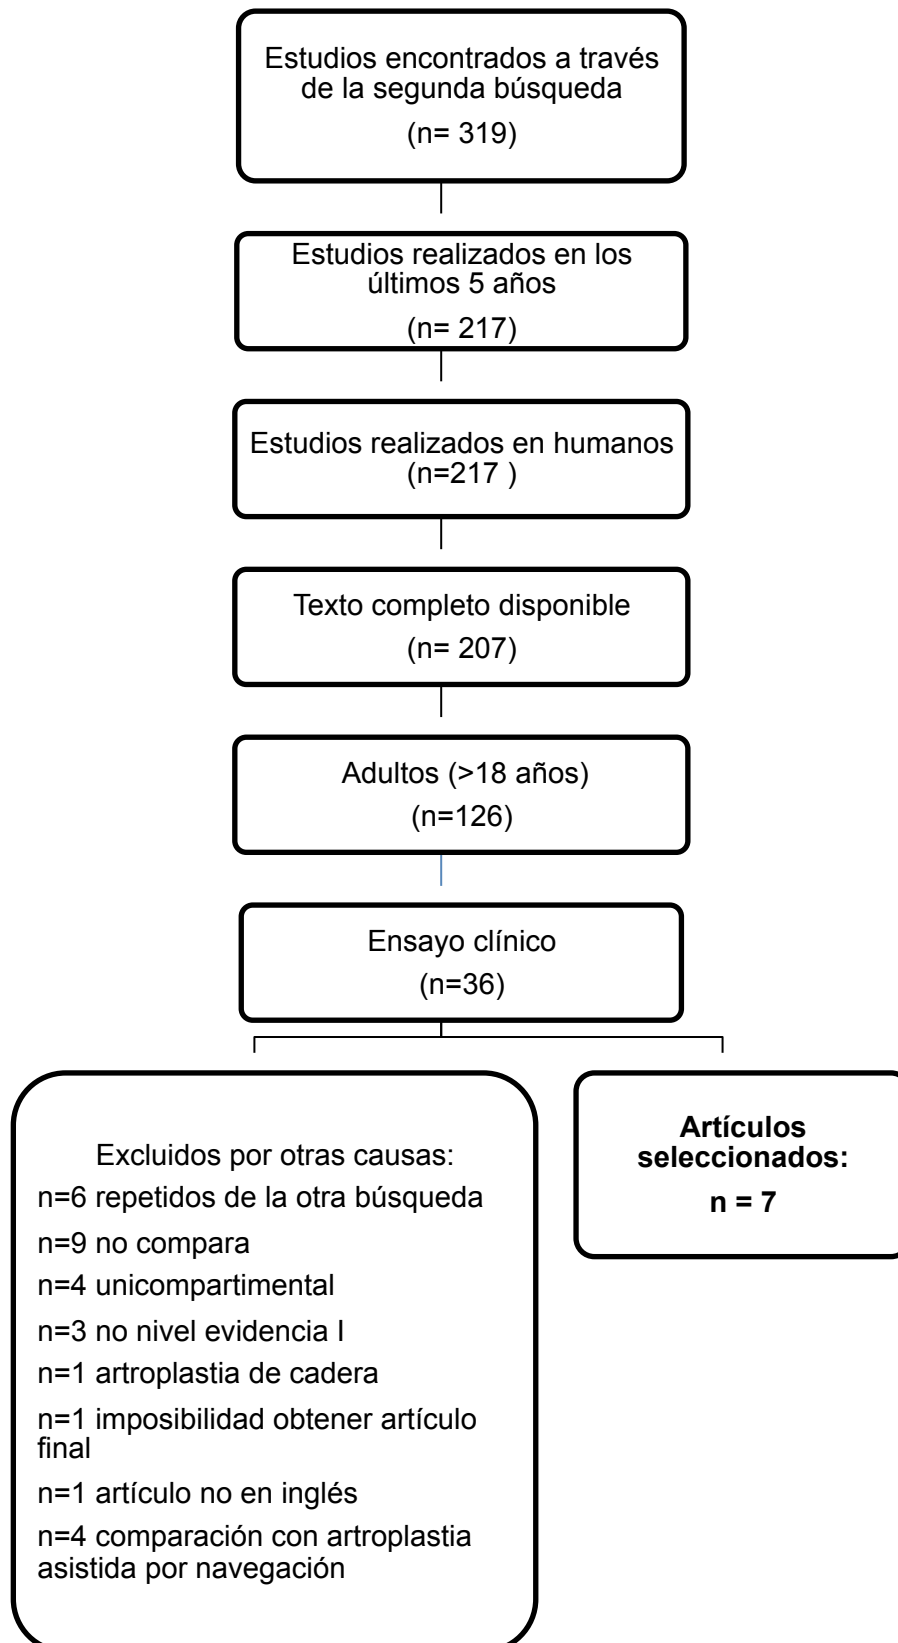 Estudios encontrados a través
de la segunda búsqueda
(n= 319)
Estudios realizados en los
últimos 5 años
(n= 217)
Estudios realizados en humanos
(n=217 )
Texto completo disponible
(n= 207)
Adultos (>18 años)
(n=126)
Ensayo clínico
(n=36)
Excluidos por otras causas:
n=6 repetidos de la otra búsqueda
n=9 no compara
n=4 unicompartimental
n=3 no nivel evidencia I
n=1 artroplastia de cadera
n=1 imposibilidad obtener artículo
final
n=1 artículo no en inglés
n=4 comparación con artroplastia
asistida por navegación
Artículos
seleccionados:
n = 7